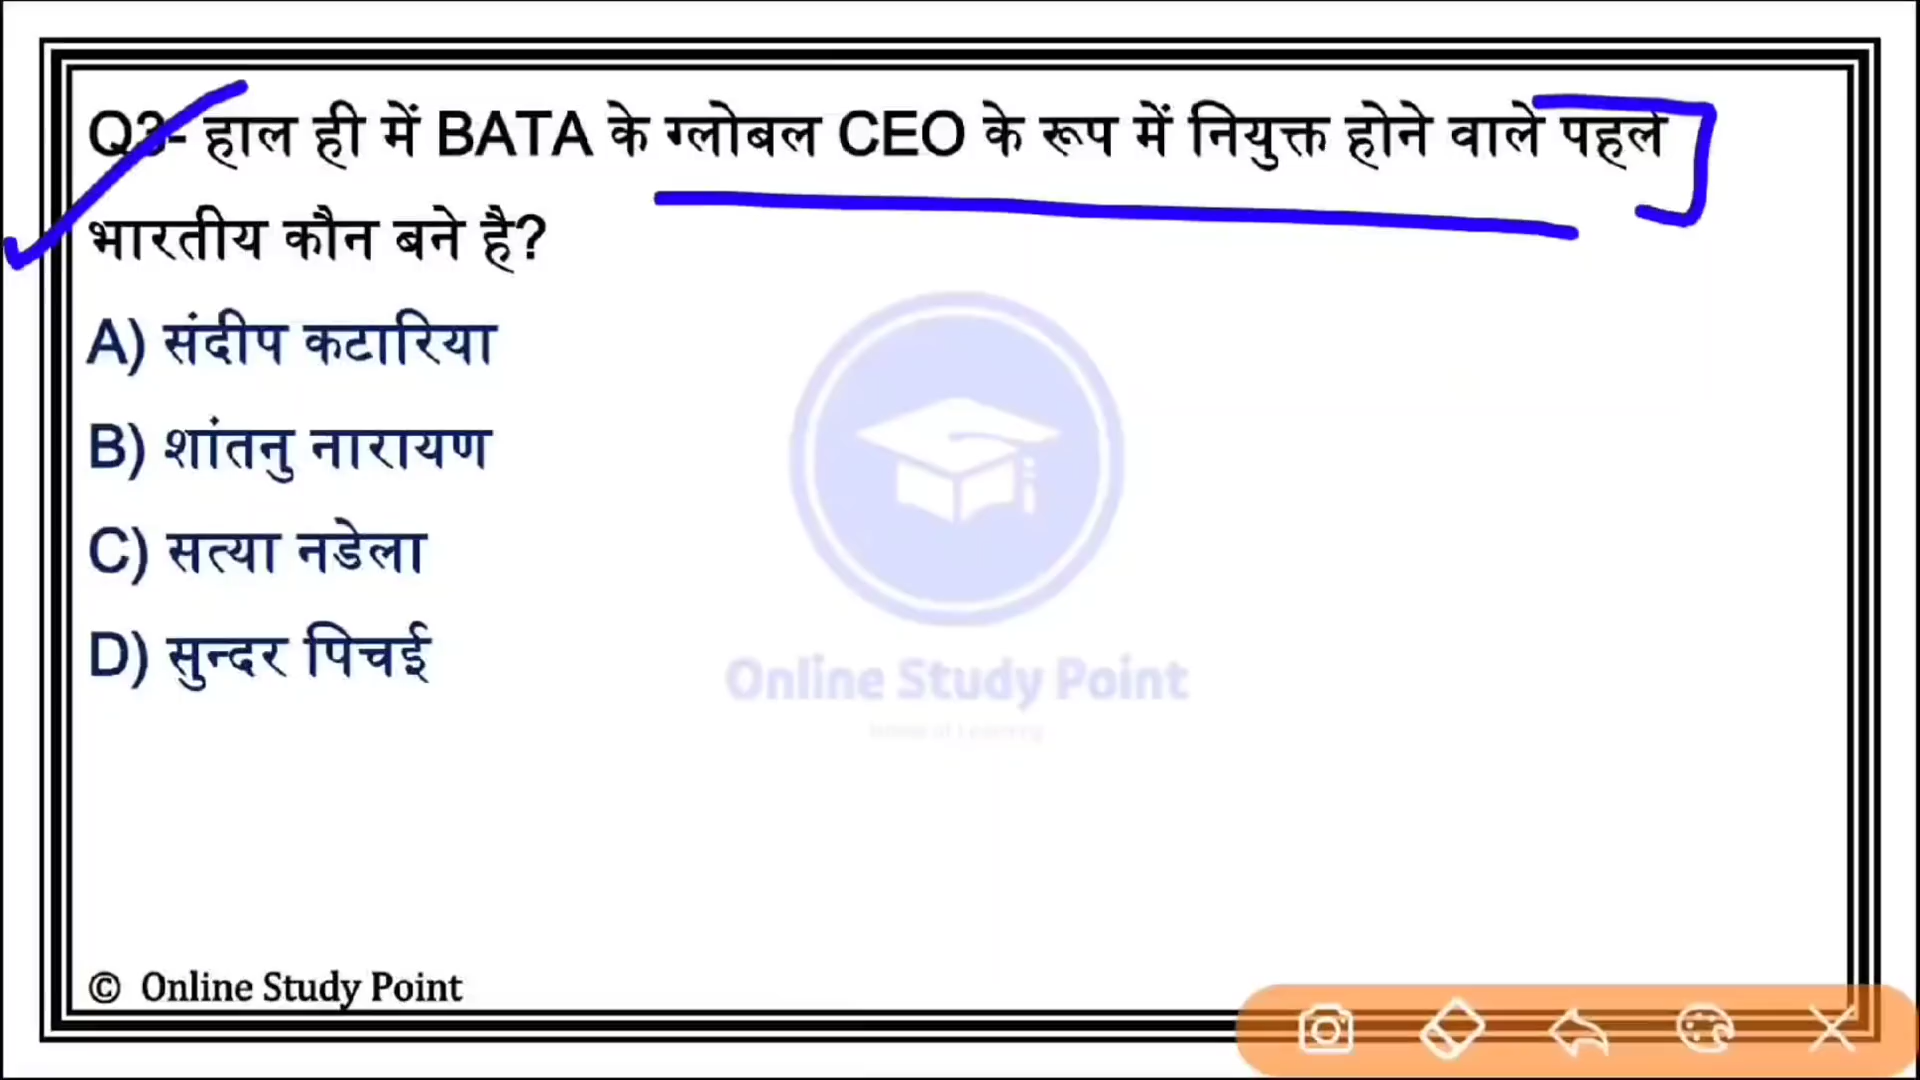 Q3- हाल ही में BATA के ग्लोबल CEO के रूप में नियुक्त होने वाले पहले
भारतीय कौन बने है?
A) संदीप कटारिया
B) शांतनु नारायण
C) सत्या नडेला
D) सुन्दर पिचई
Online Study Point
© Online Study Point